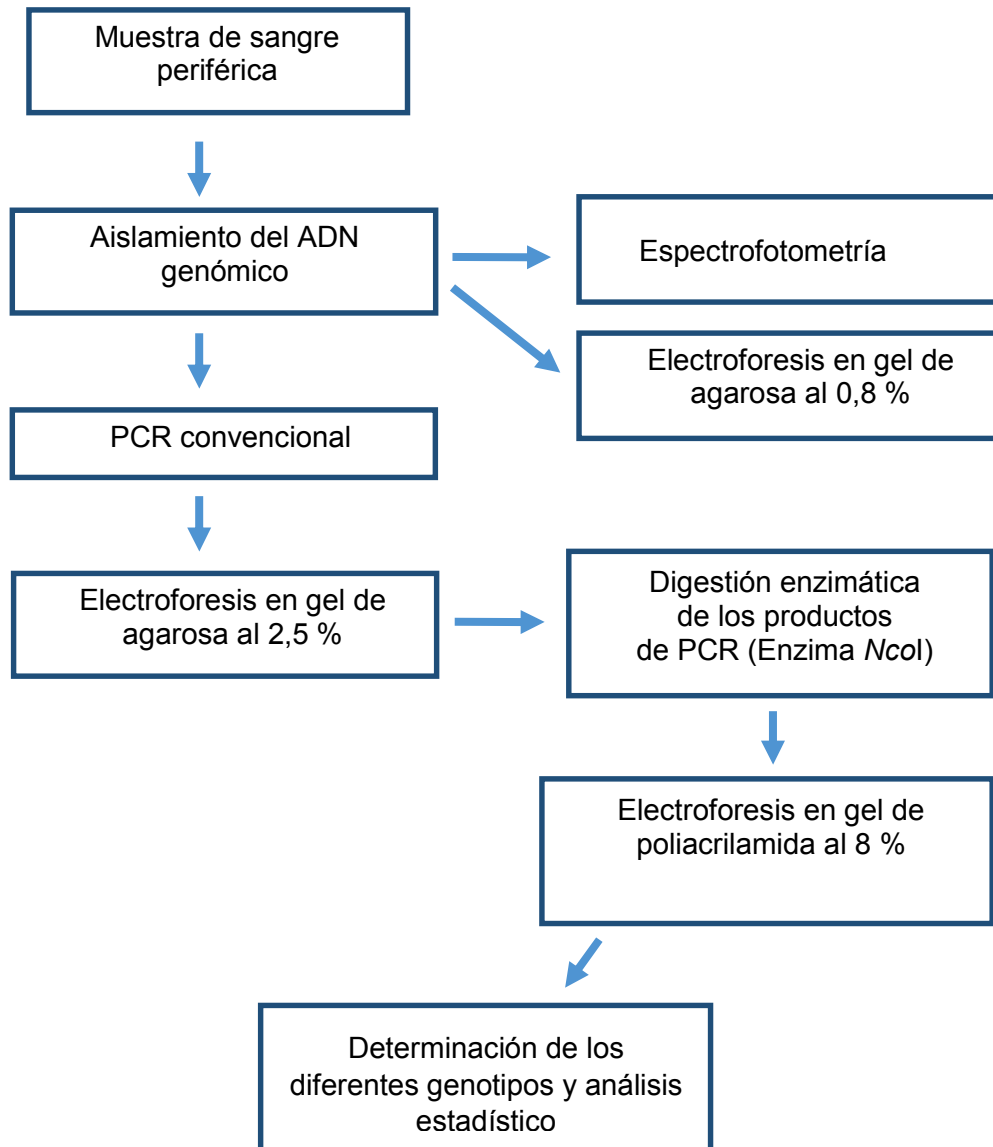 Muestra de sangre
periférica
Aislamiento del ADN
genómico
Espectrofotometría
Electroforesis en gel de
agarosa al 0,8 %
PCR convencional
Electroforesis en gel de
agarosa al 2,5 %
Digestión enzimática
de los productos
de PCR (Enzima NcoI)
Electroforesis en gel de
poliacrilamida al 8 %
Determinación de los
diferentes genotipos y análisis
estadístico